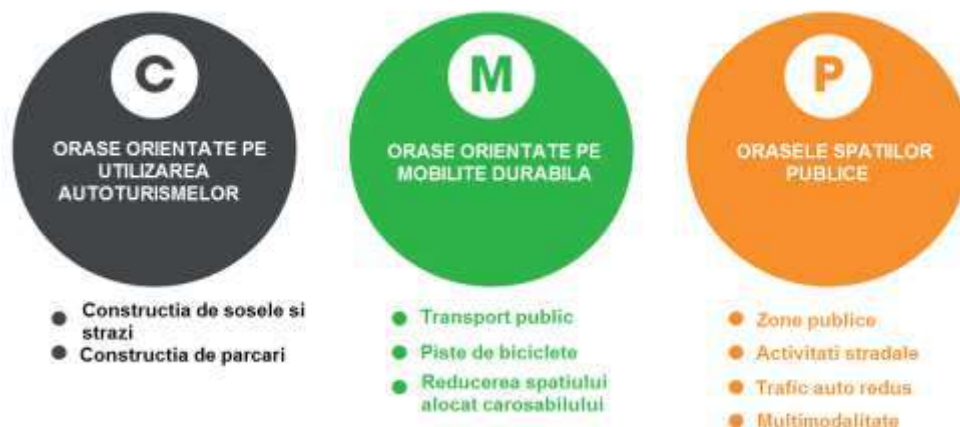 C
ORASE ORIENTATE PE
UTILIZAREA
AUTOTURISMELOR
Constructia de sosele si
strazi
Constructia de parcari
M
ORASE ORIENTATE PE
MOBILITE DURABILA
Transport public
Piste de biciclete
Reducerea spatiului
alocat carosabilului
P
ORASELE SPATIILOR
PUBLICE
Zone publice
Activitati stradale
Trafic auto redus
Multimodalitate